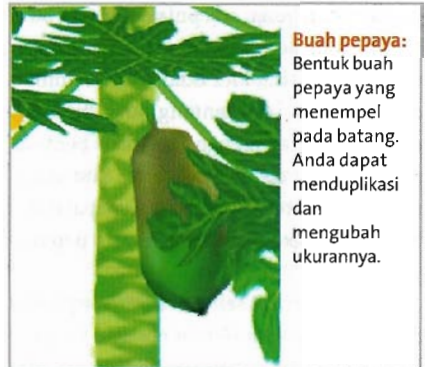 Buah pepaya:
Bentuk buah
pepaya yang
menempel
pada batang.
Anda dapat
menduplikasi
dan
mengubah
ukurannya.